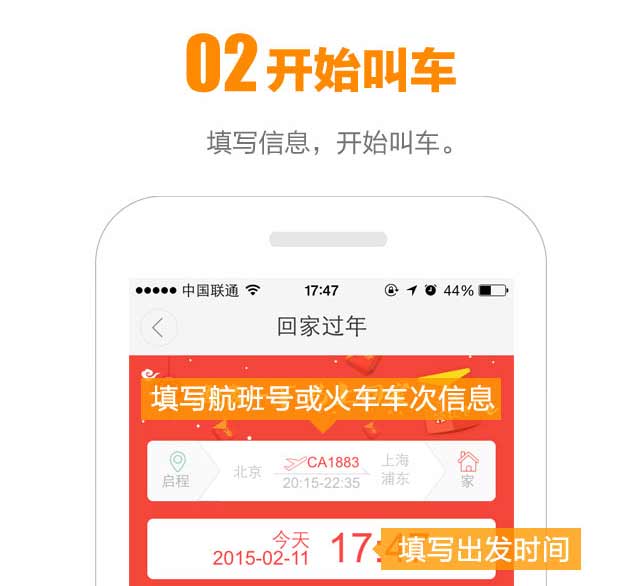 02 开始叫车
填写信息，开始叫车。
中国联通 17:47 44%
回家过年
填写航班号或火车车次信息
启程 北京 CA1883 20:15-22:35 上海浦东 家
今天
2015-02-11 17:47
填写出发时间